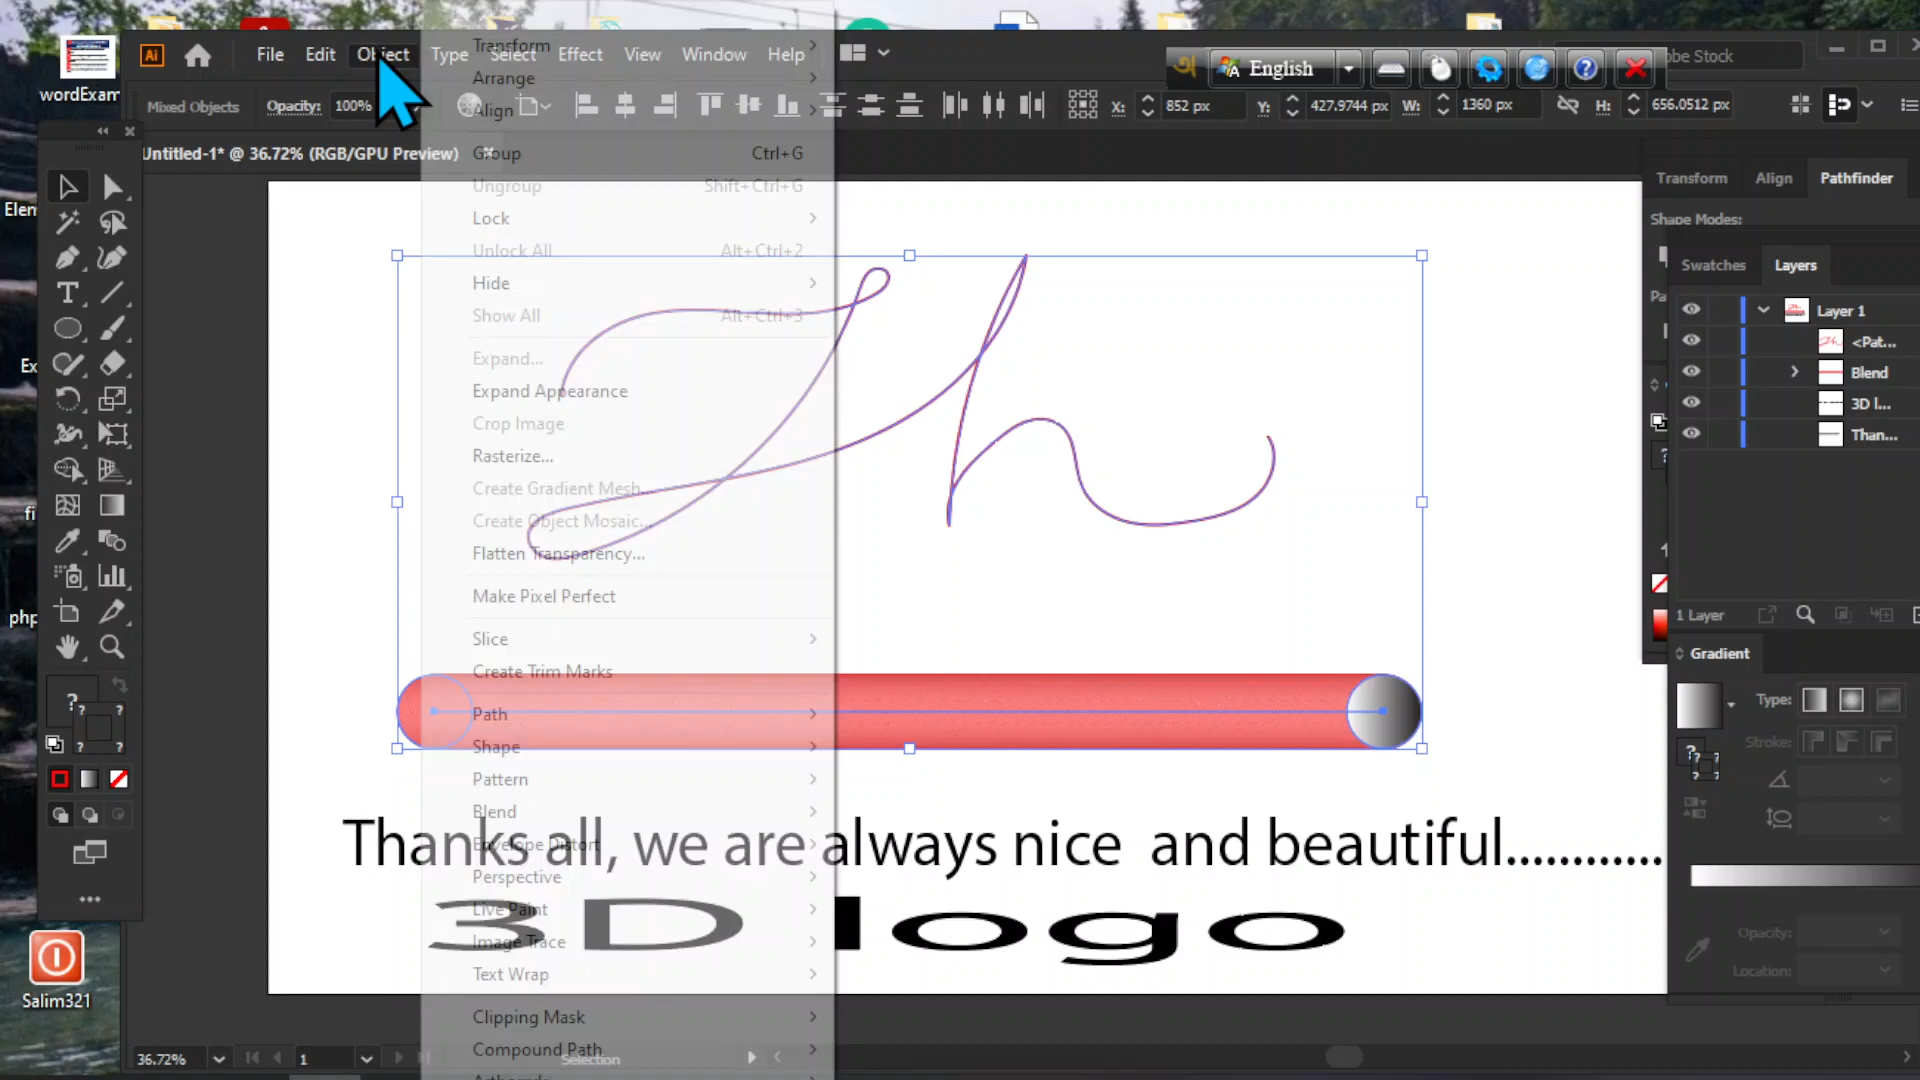 wordExam
Ai File Edit Object Type Select Effect View Window Help
English
Mixed Objects Opacity: 100% X: 852 px Y: 427.9744 px W: 1360 px H: 656.0512 px
Untitled-1* @ 36.72% (RGB/GPU Preview)
Transform
Arrange
Align
Group Ctrl+G
Ungroup Shift+Ctrl+G
Lock
Unlock All Alt+Ctrl+2
Hide
Show All Alt+Ctrl+3
Expand...
Expand Appearance
Crop Image
Rasterize...
Create Gradient Mesh...
Create Object Mosaic...
Flatten Transparency...
Make Pixel Perfect
Slice
Create Trim Marks
Path
Shape
Pattern
Blend
Envelope Distort
Perspective
Live Paint
Image Trace
Text Wrap
Clipping Mask
Compound Path
Thanks all, we are always nice and beautiful............
3D logo
Transform Align Pathfinder
Shape Modes:
Swatches Layers
Layer 1
<Pat...
Blend
3D l...
Than...
1 Layer
Gradient
Type:
Stroke:
Opacity:
Location:
Salim321
36.72% 1 Selection